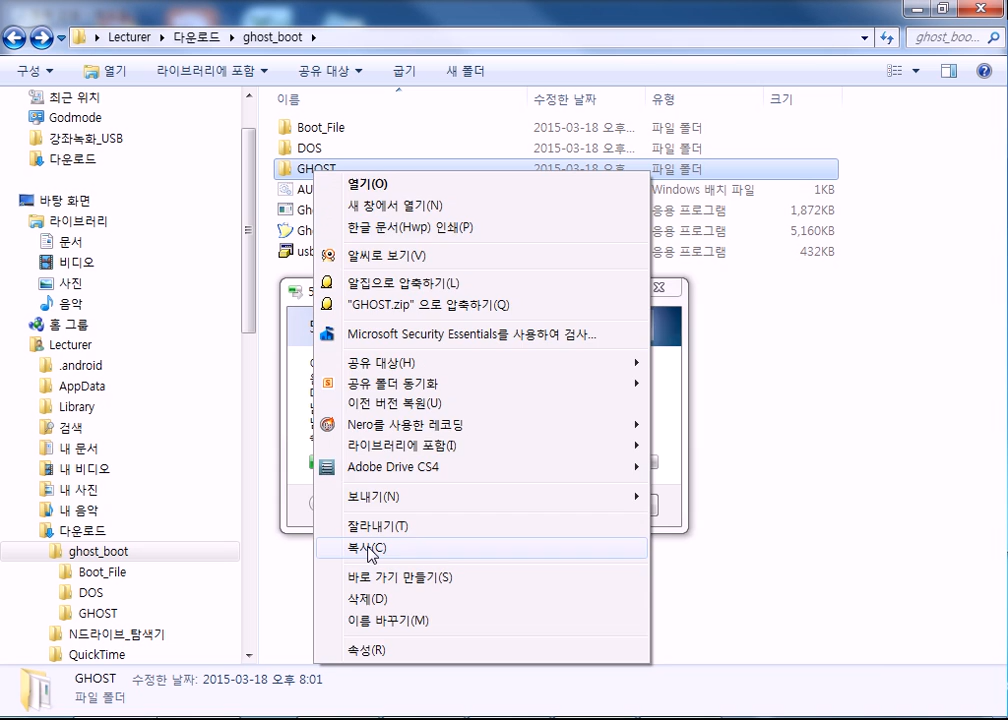 Lecturer ▸ 다운로드 ▸ ghost_boot ▸
ghost_boo...
구성 열기 라이브러리에 포함 공유 대상 굽기 새 폴더
최근 위치
Godmode
강좌녹화_USB
다운로드
바탕 화면
라이브러리
문서
비디오
사진
음악
홈 그룹
Lecturer
.android
AppData
Library
검색
내 문서
내 비디오
내 사진
내 음악
다운로드
ghost_boot
Boot_File
DOS
GHOST
N드라이브_탐색기
QuickTime
이름 수정한 날짜 유형 크기
Boot_File 2015-03-18 오후... 파일 폴더
DOS 2015-03-18 오후... 파일 폴더
GHOST 2015-03-18 오후... 파일 폴더
AU Windows 배치 파일 1KB
Gh 응용 프로그램 1,872KB
Gh 응용 프로그램 5,160KB
usb 응용 프로그램 432KB
열기(O)
새 창에서 열기(N)
한글 문서(Hwp) 인쇄(P)
알씨로 보기(V)
알집으로 압축하기(L)
"GHOST.zip" 으로 압축하기(Q)
Microsoft Security Essentials를 사용하여 검사...
공유 대상(H)
공유 폴더 동기화
이전 버전 복원(U)
Nero를 사용한 레코딩
라이브러리에 포함(I)
Adobe Drive CS4
보내기(N)
잘라내기(T)
복사(C)
바로 가기 만들기(S)
삭제(D)
이름 바꾸기(M)
속성(R)
GHOST 수정한 날짜: 2015-03-18 오후 8:01
파일 폴더